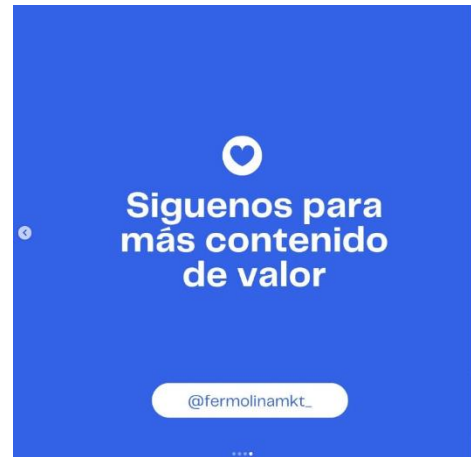 Siguenos para
más contenido
de valor
@fermolinamkt_